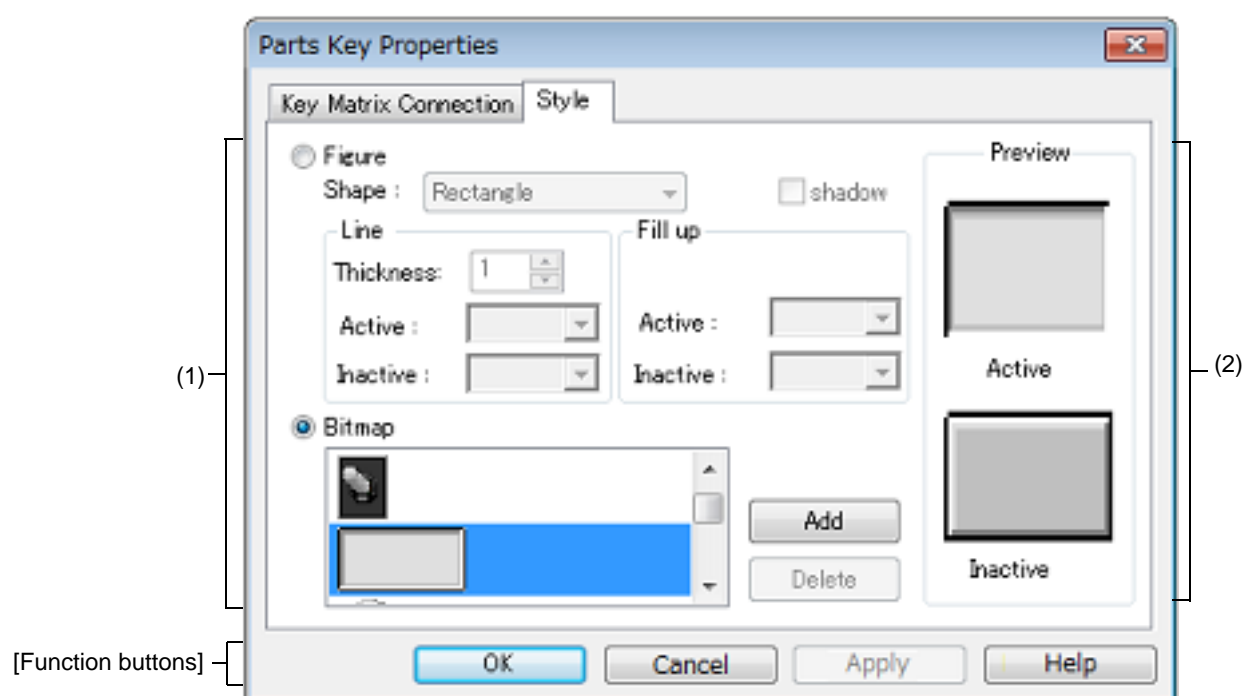 Parts Key Properties
Key Matrix Connection
Style
Figure
Shape :
Rectangle
shadow
Line
Thickness:
1
Active :
Inactive :
Fill up
Active :
Inactive :
Bitmap
Add
Delete
Preview
Active
Inactive
(1)
(2)
[Function buttons]
OK
Cancel
Apply
Help